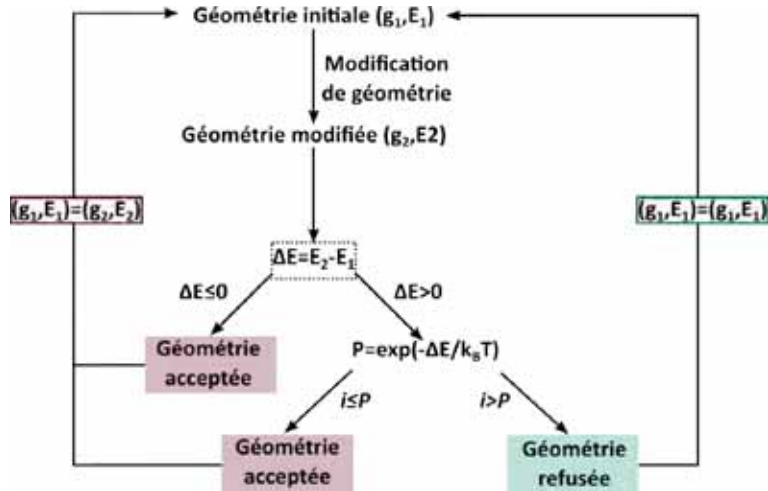 Géométrie initiale (g₁,E₁)
Modification
de géométrie
Géométrie modifiée (g₂,E2)
(g₁,E₁)=(g₂,E₂)
(g₁,E₁)=(g₁,E₁)
ΔE=E₂-E₁
ΔE≤0
ΔE>0
Géométrie
acceptée
P=exp(-ΔE/k_BT)
i≤P
i>P
Géométrie
acceptée
Géométrie
refusée